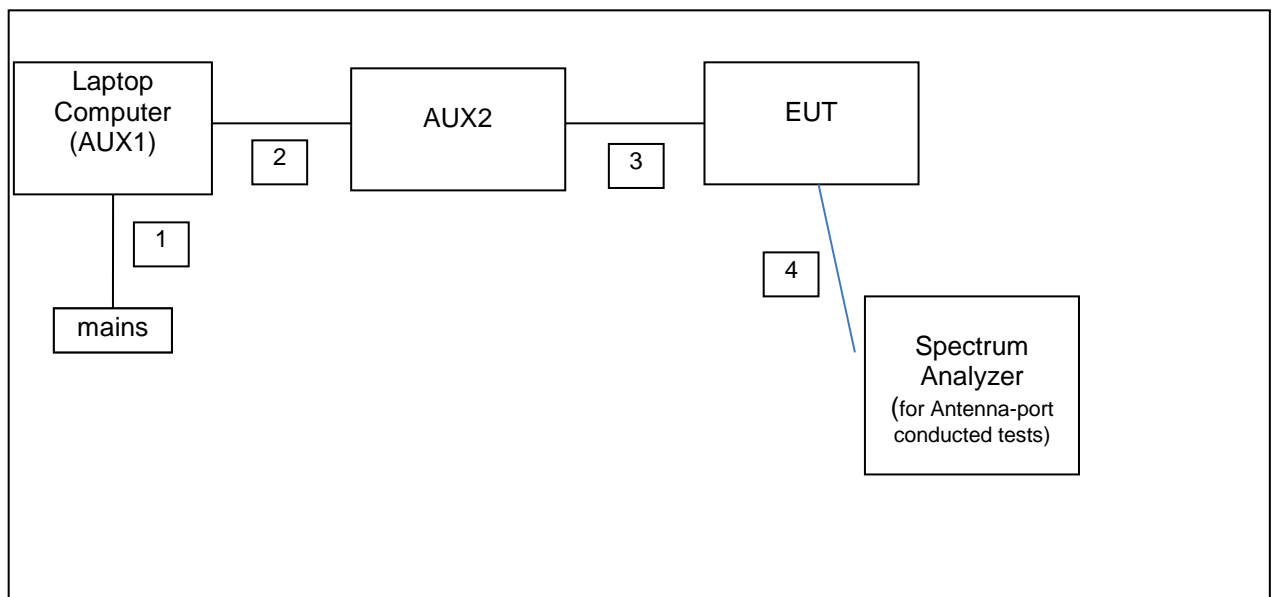 Laptop
Computer
(AUX1)
AUX2
EUT
2
3
1
4
mains
Spectrum
Analyzer
(for Antenna-port
conducted tests)